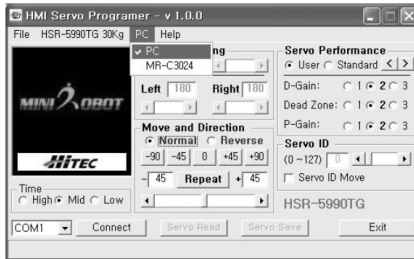 HMI Servo Programer - v 1.0.0
File HSR-5990TG 30Kg PC Help
PC
MR-C3024
ng
Left 180 Right 180
MINI ROBOT
HiTEC
Time
High Mid Low
Move and Direction
Normal Reverse
-90 -45 0 +45 +90
- 45 Repeat + 45
Servo Performance
User Standard < >
D-Gain: 1 2 3
Dead Zone: 1 2 3
P-Gain: 1 2 3
Servo ID
(0 ~127) 0
Servo ID Move
HSR-5990TG
COM1 Connect Servo Read Servo Save Exit